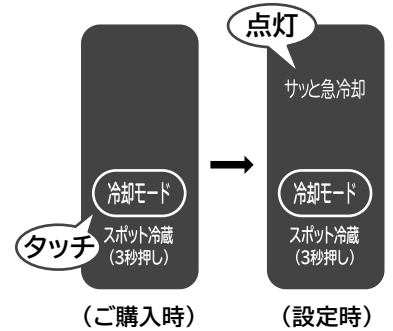 点灯
サッと急冷却
冷却モード
スポット冷蔵
(3秒押し)
タッチ
冷却モード
スポット冷蔵
(3秒押し)
(ご購入時)
(設定時)